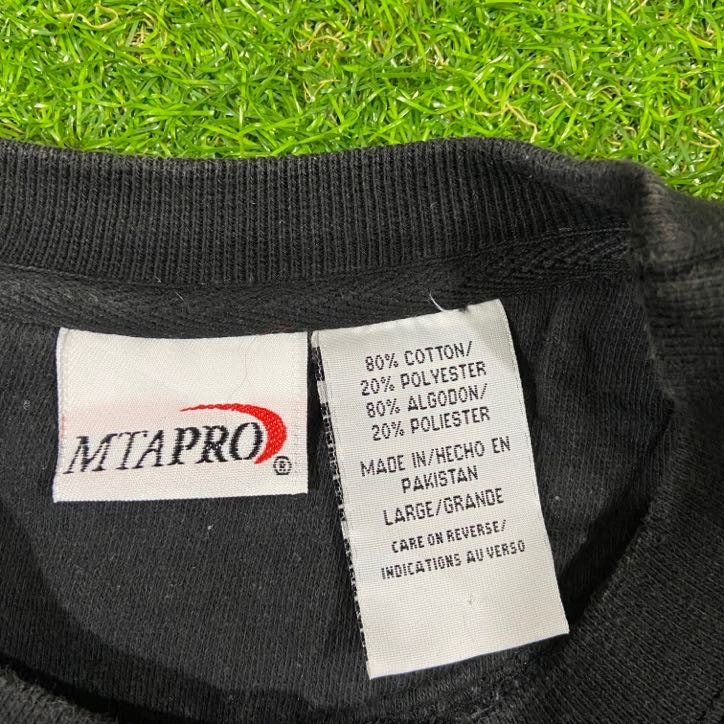 MTAPRO®
80% COTTON/
20% POLYESTER
80% ALGODON/
20% POLIESTER
MADE IN/HECHO EN
PAKISTAN
LARGE/GRANDE
CARE ON REVERSE/
INDICATIONS AU VERSO